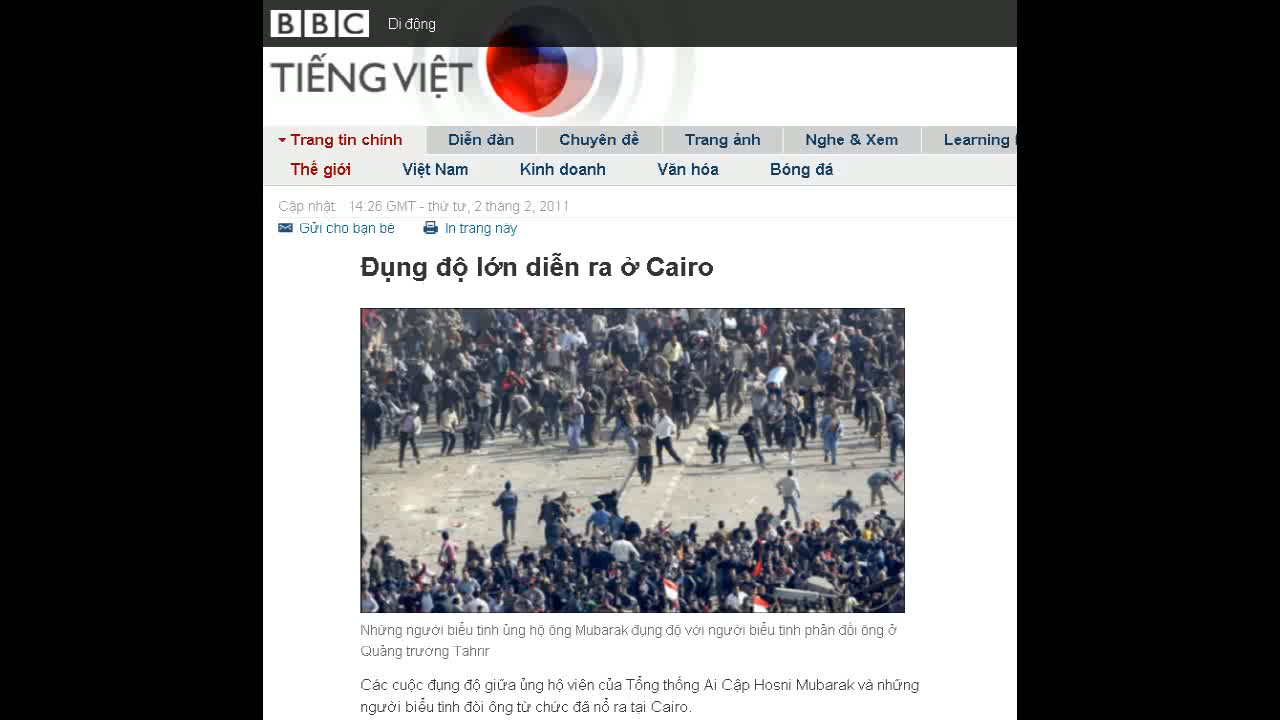 BBC Di động
TIẾNG VIỆT
Trang tin chính Diễn đàn Chuyên đề Trang ảnh Nghe & Xem Learning
Thế giới Việt Nam Kinh doanh Văn hóa Bóng đá
Cập nhật 14:26 GMT - thứ tư, 2 tháng 2, 2011
Gửi cho bạn bè In trang này
Đụng độ lớn diễn ra ở Cairo
Những người biểu tình ủng hộ ông Mubarak đụng độ với người biểu tình phản đối ông ở
Quảng trường Tahrir
Các cuộc đụng độ giữa ủng hộ viên của Tổng thống Ai Cập Hosni Mubarak và những
người biểu tình đòi ông từ chức đã nổ ra tại Cairo.